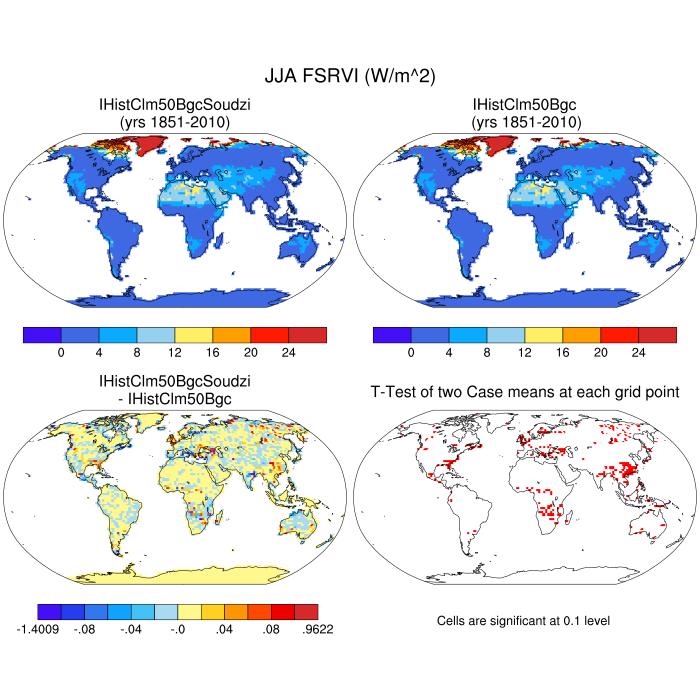 JJA FSRVI (W/m^2)
IHistClm50BgcSoudzi
(yrs 1851-2010)
IHistClm50Bgc
(yrs 1851-2010)
0 4 8 12 16 20 24
0 4 8 12 16 20 24
IHistClm50BgcSoudzi
- IHistClm50Bgc
T-Test of two Case means at each grid point
-1.4009 -.08 -.04 -.0 .04 .08 .9622
Cells are significant at 0.1 level